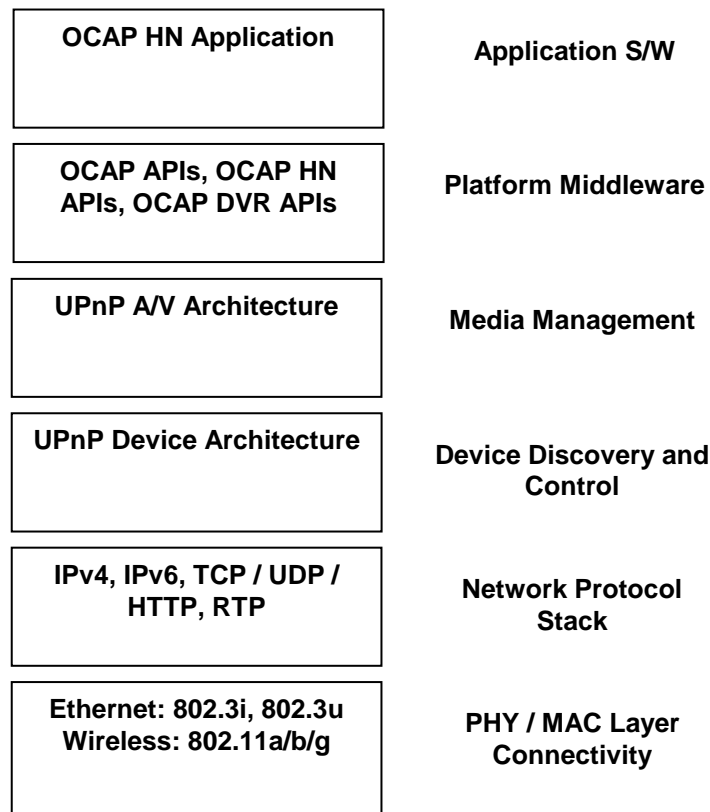 OCAP HN Application
Application S/W
OCAP APIs, OCAP HN
APIs, OCAP DVR APIs
Platform Middleware
UPnP A/V Architecture
Media Management
UPnP Device Architecture
Device Discovery and
Control
IPv4, IPv6, TCP / UDP /
HTTP, RTP
Network Protocol
Stack
Ethernet: 802.3i, 802.3u
Wireless: 802.11a/b/g
PHY / MAC Layer
Connectivity